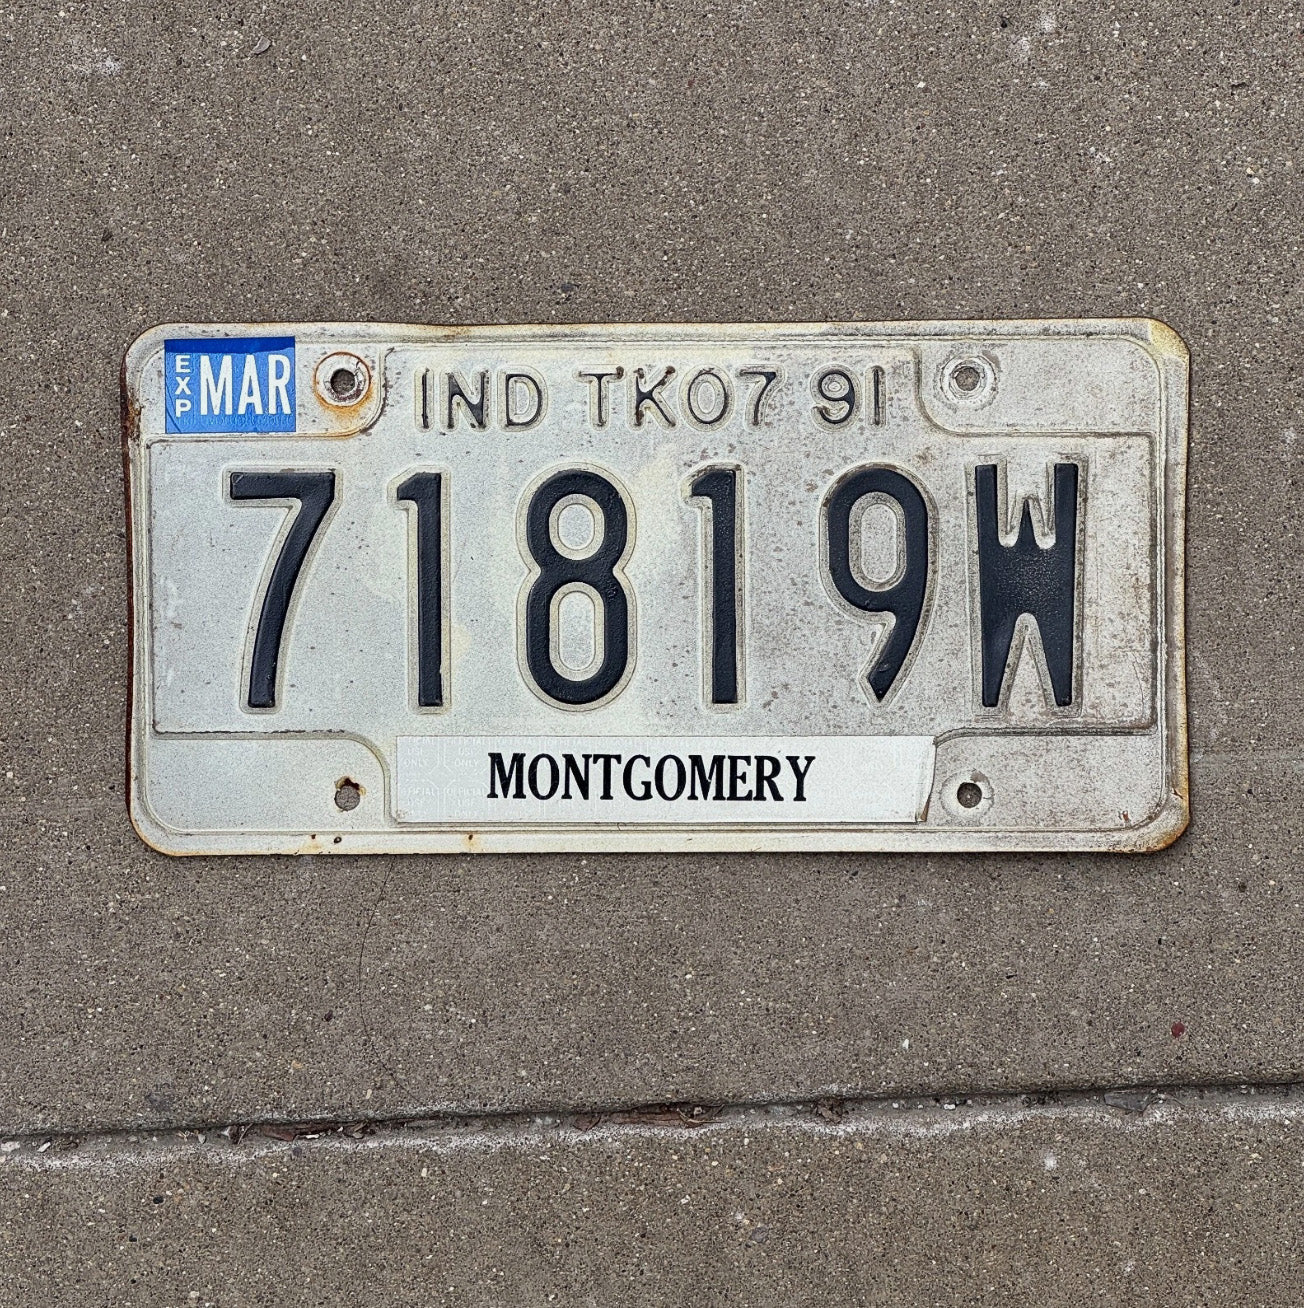 EXP MAR
IND TK07 91
71819W
MONTGOMERY